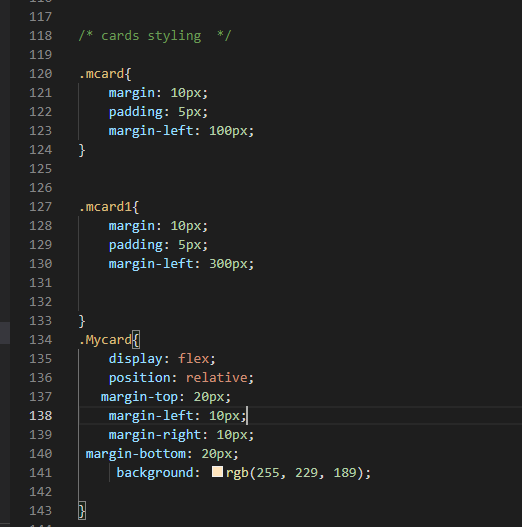 117
118 /* cards styling  */
119
120 .mcard{
121     margin: 10px;
122     padding: 5px;
123     margin-left: 100px;
124 }
125
126
127 .mcard1{
128     margin: 10px;
129     padding: 5px;
130     margin-left: 300px;
131
132
133 }
134 .Mycard{
135     display: flex;
136     position: relative;
137    margin-top: 20px;
138     margin-left: 10px;
139     margin-right: 10px;
140  margin-bottom: 20px;
141      background: rgb(255, 229, 189);
142
143 }